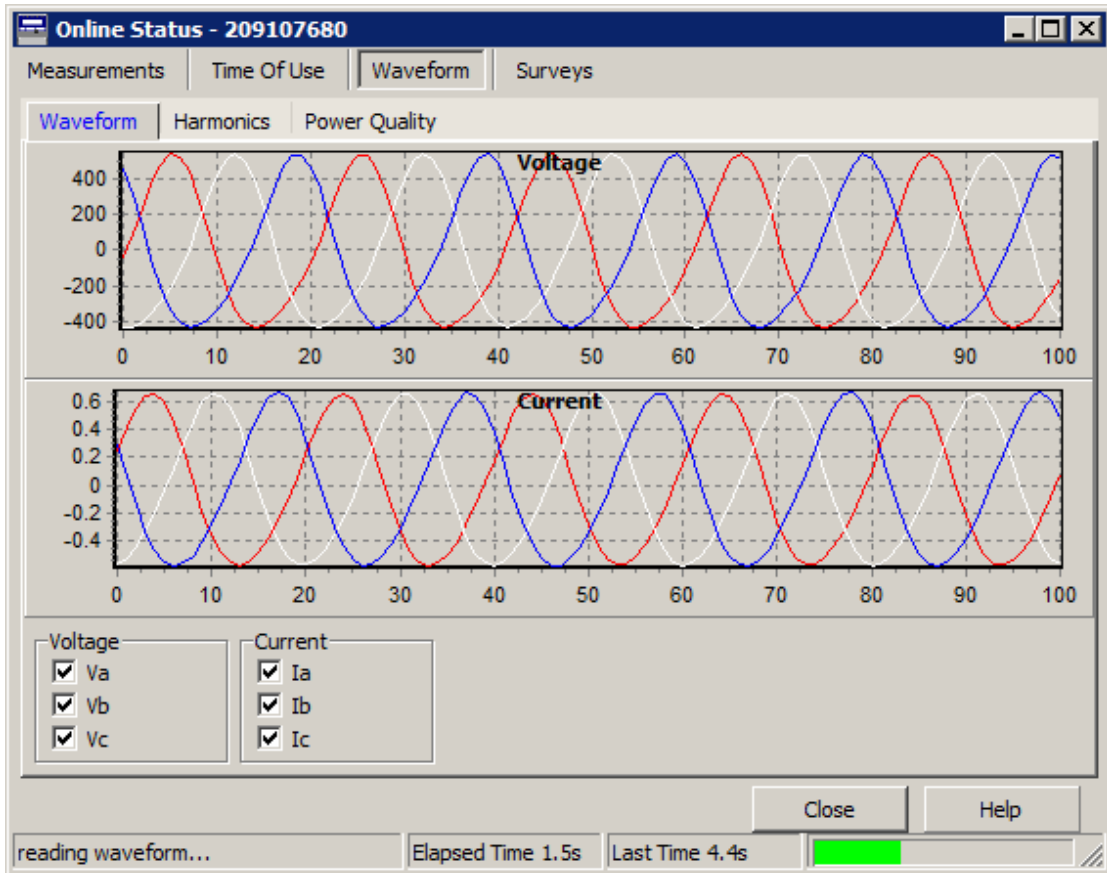 Online Status - 209107680
Measurements Time Of Use Waveform Surveys
Waveform Harmonics Power Quality
Voltage
400
200
0
-200
-400
0 10 20 30 40 50 60 70 80 90 100
Current
0.6
0.4
0.2
0
-0.2
-0.4
0 10 20 30 40 50 60 70 80 90 100
Voltage Current
Va Ia
Vb Ib
Vc Ic
Close Help
reading waveform... Elapsed Time 1.5s Last Time 4.4s